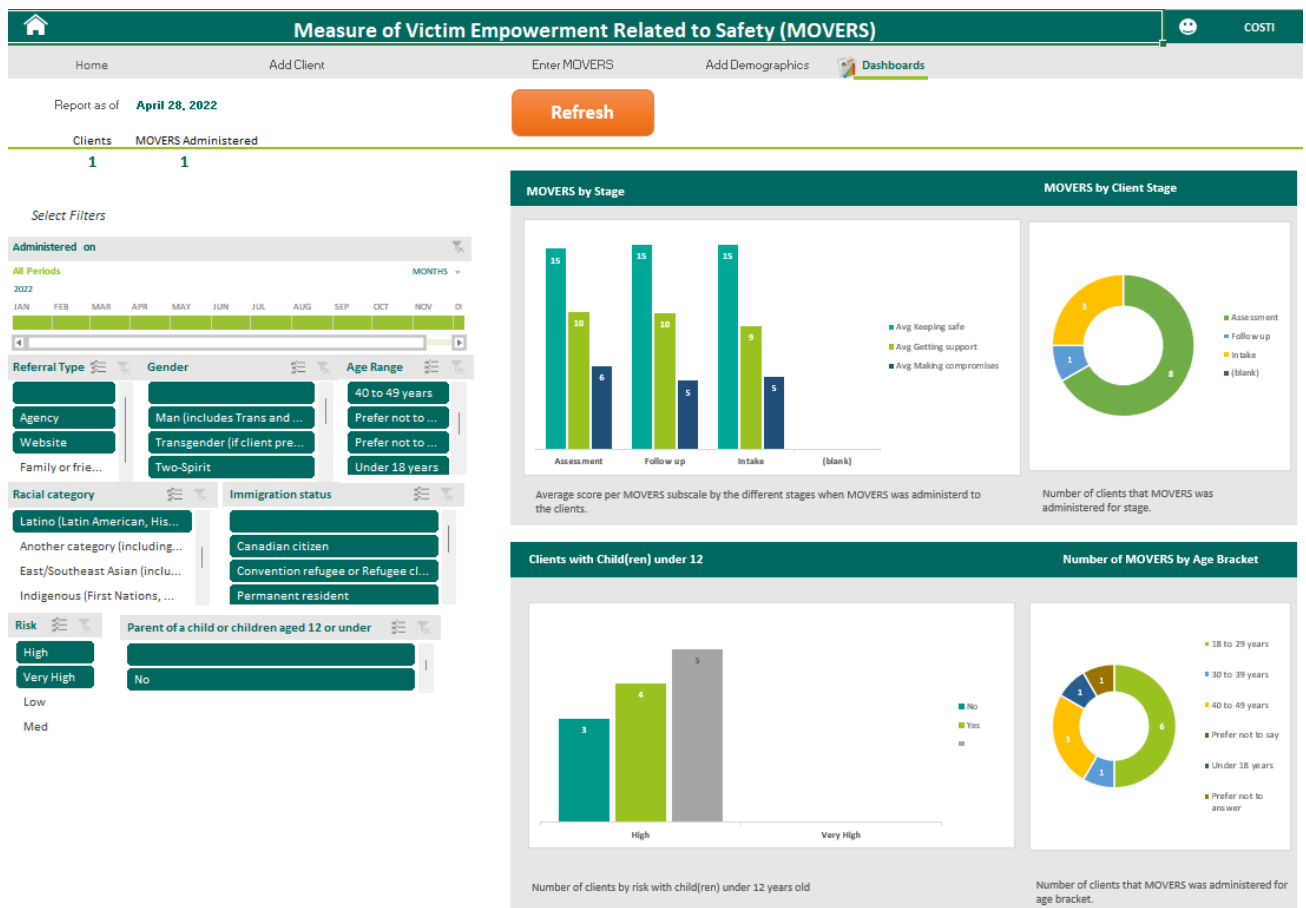 Measure of Victim Empowerment Related to Safety (MOVERS)
COSTI
Home Add Client Enter MOVERS Add Demographics Dashboards
Report as of April 28, 2022
Refresh
Clients MOVERS Administered
1 1
Select Filters
Administered on
All Periods MONTHS
2022
JAN FEB MAR APR MAY JUN JUL AUG SEP OCT NOV DI
Referral Type Gender Age Range
40 to 49 years
Agency Man (includes Trans and ... Prefer not to ...
Website Transgender (if client pre... Prefer not to ...
Family or frie... Two-Spirit Under 18 years
Racial category Immigration status
Latino (Latin American, His...
Another category (including... Canadian citizen
East/Southeast Asian (inclu... Convention refugee or Refugee cl...
Indigenous (First Nations, ... Permanent resident
Risk Parent of a child or children aged 12 or under
High
Very High No
Low
Med
MOVERS by Stage
15 15 15
10 10 9
6 5 5
Assessment Follow up Intake (blank)
Avg Keeping safe
Avg Getting support
Avg Making compromises
Average score per MOVERS subscale by the different stages when MOVERS was administerd to
the clients.
MOVERS by Client Stage
3
1
8
Assessment
Follow up
Intake
(blank)
Number of clients that MOVERS was
administered for stage.
Clients with Child(ren) under 12
3 4 5
High Very High
No
Yes
Number of clients by risk with child(ren) under 12 years old
Number of MOVERS by Age Bracket
1
1
3
1
6
18 to 29 years
30 to 39 years
40 to 49 years
Prefer not to say
Under 18 years
Prefer not to
answer
Number of clients that MOVERS was administered for
age bracket.